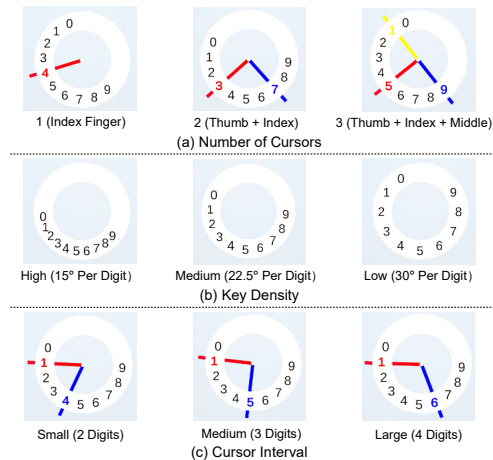 0 1 2 3 4 5 6 7 8 9
0 1 2 3 4 5 6 7 8 9
0 1 2 3 4 5 6 7 8 9
1 (Index Finger)
2 (Thumb + Index)
3 (Thumb + Index + Middle)
(a) Number of Cursors
0 1 2 3 4 5 6 7 8 9
0 1 2 3 4 5 6 7 8 9
0 1 2 3 4 5 6 7 8 9
High (15° Per Digit)
Medium (22.5° Per Digit)
Low (30° Per Digit)
(b) Key Density
0 1 2 3 4 5 6 7 8 9
0 1 2 3 4 5 6 7 8 9
0 1 2 3 4 5 6 7 8 9
Small (2 Digits)
Medium (3 Digits)
Large (4 Digits)
(c) Cursor Interval